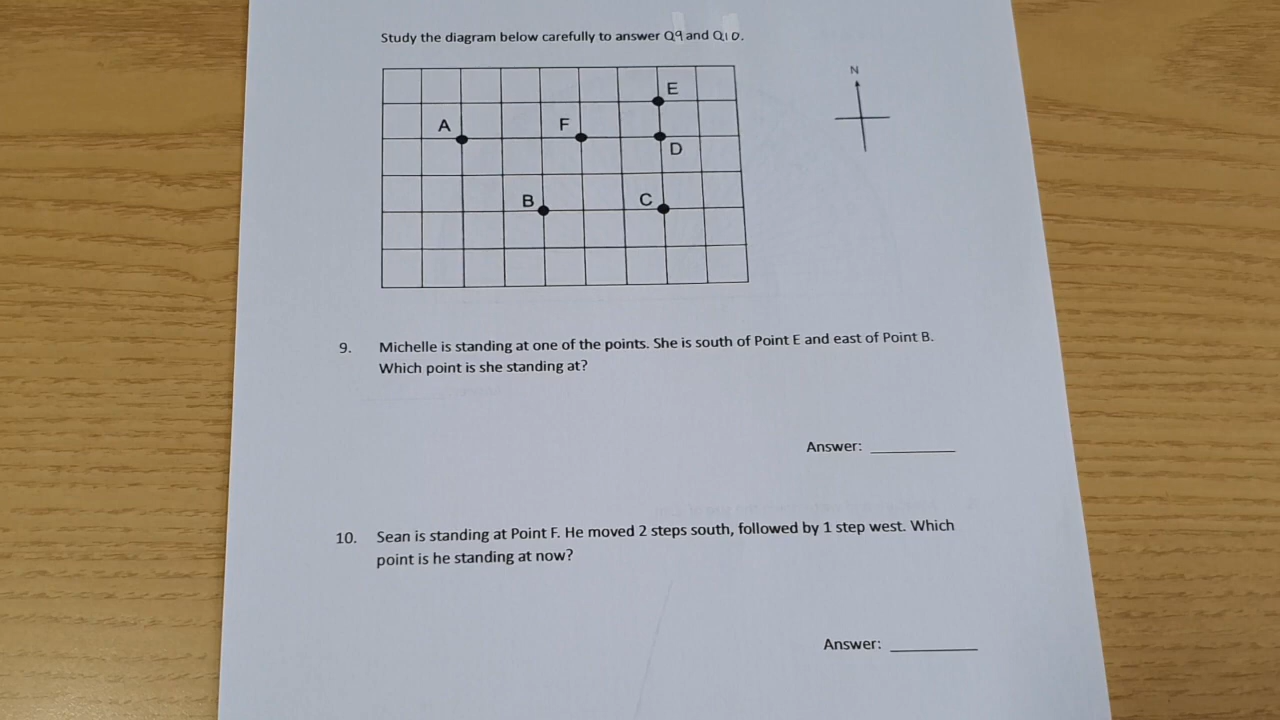 Study the diagram below carefully to answer Q9 and Q10.
N
E
A
F
D
B
C
9. Michelle is standing at one of the points. She is south of Point E and east of Point B.
Which point is she standing at?
Answer: __________
10. Sean is standing at Point F. He moved 2 steps south, followed by 1 step west. Which
point is he standing at now?
Answer: __________